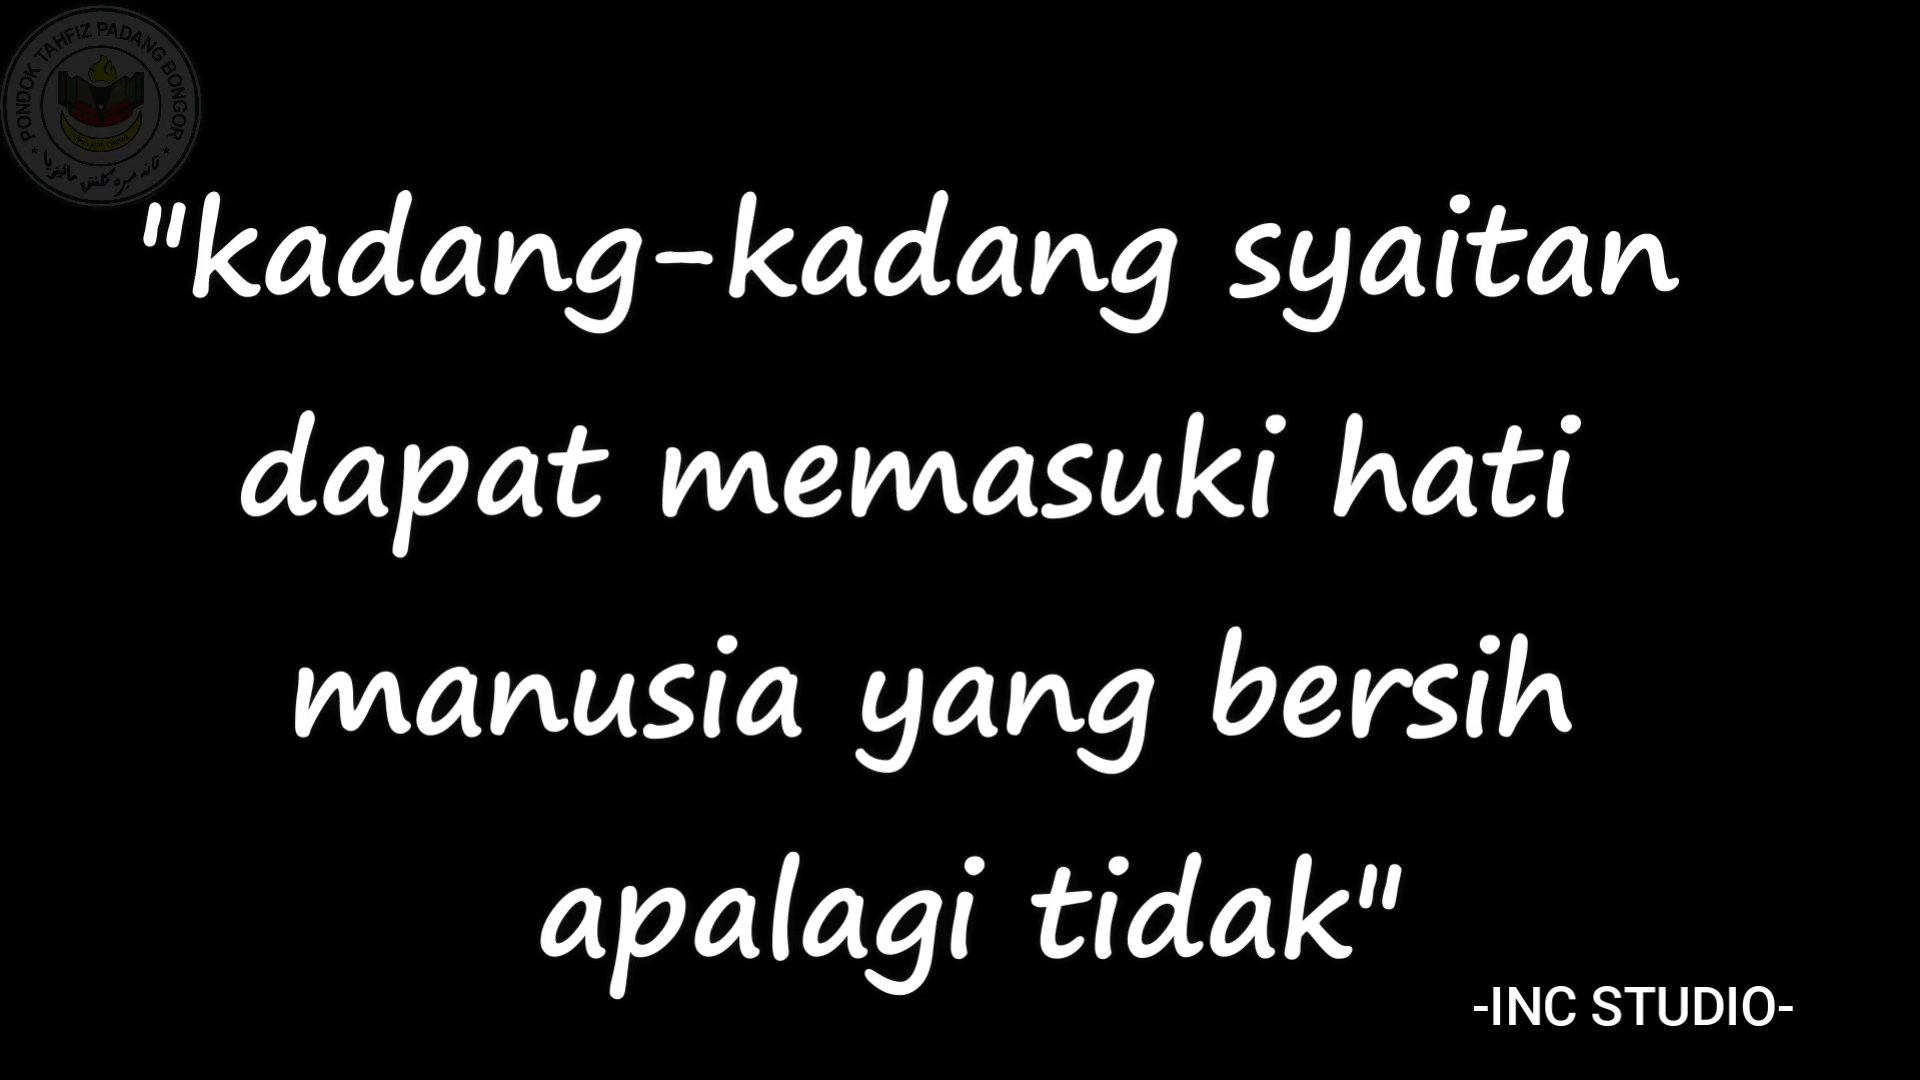 PONDOK TAHFIZ PADANG BONGOR
"kadang-kadang syaitan
dapat memasuki hati
manusia yang bersih
apalagi tidak"
-INC STUDIO-